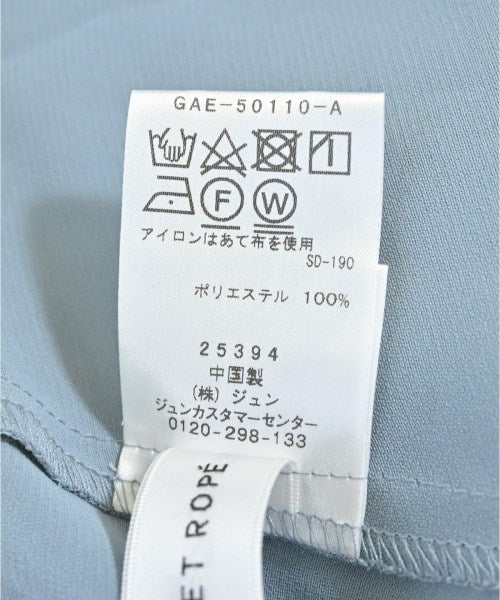 GAE-50110-A
F W
アイロンはあて布を使用
SD-190
ポリエステル 100%
25394
中国製
(株) ジュン
ジュンカスタマーセンター
0120-298-133
ET ROPÉ